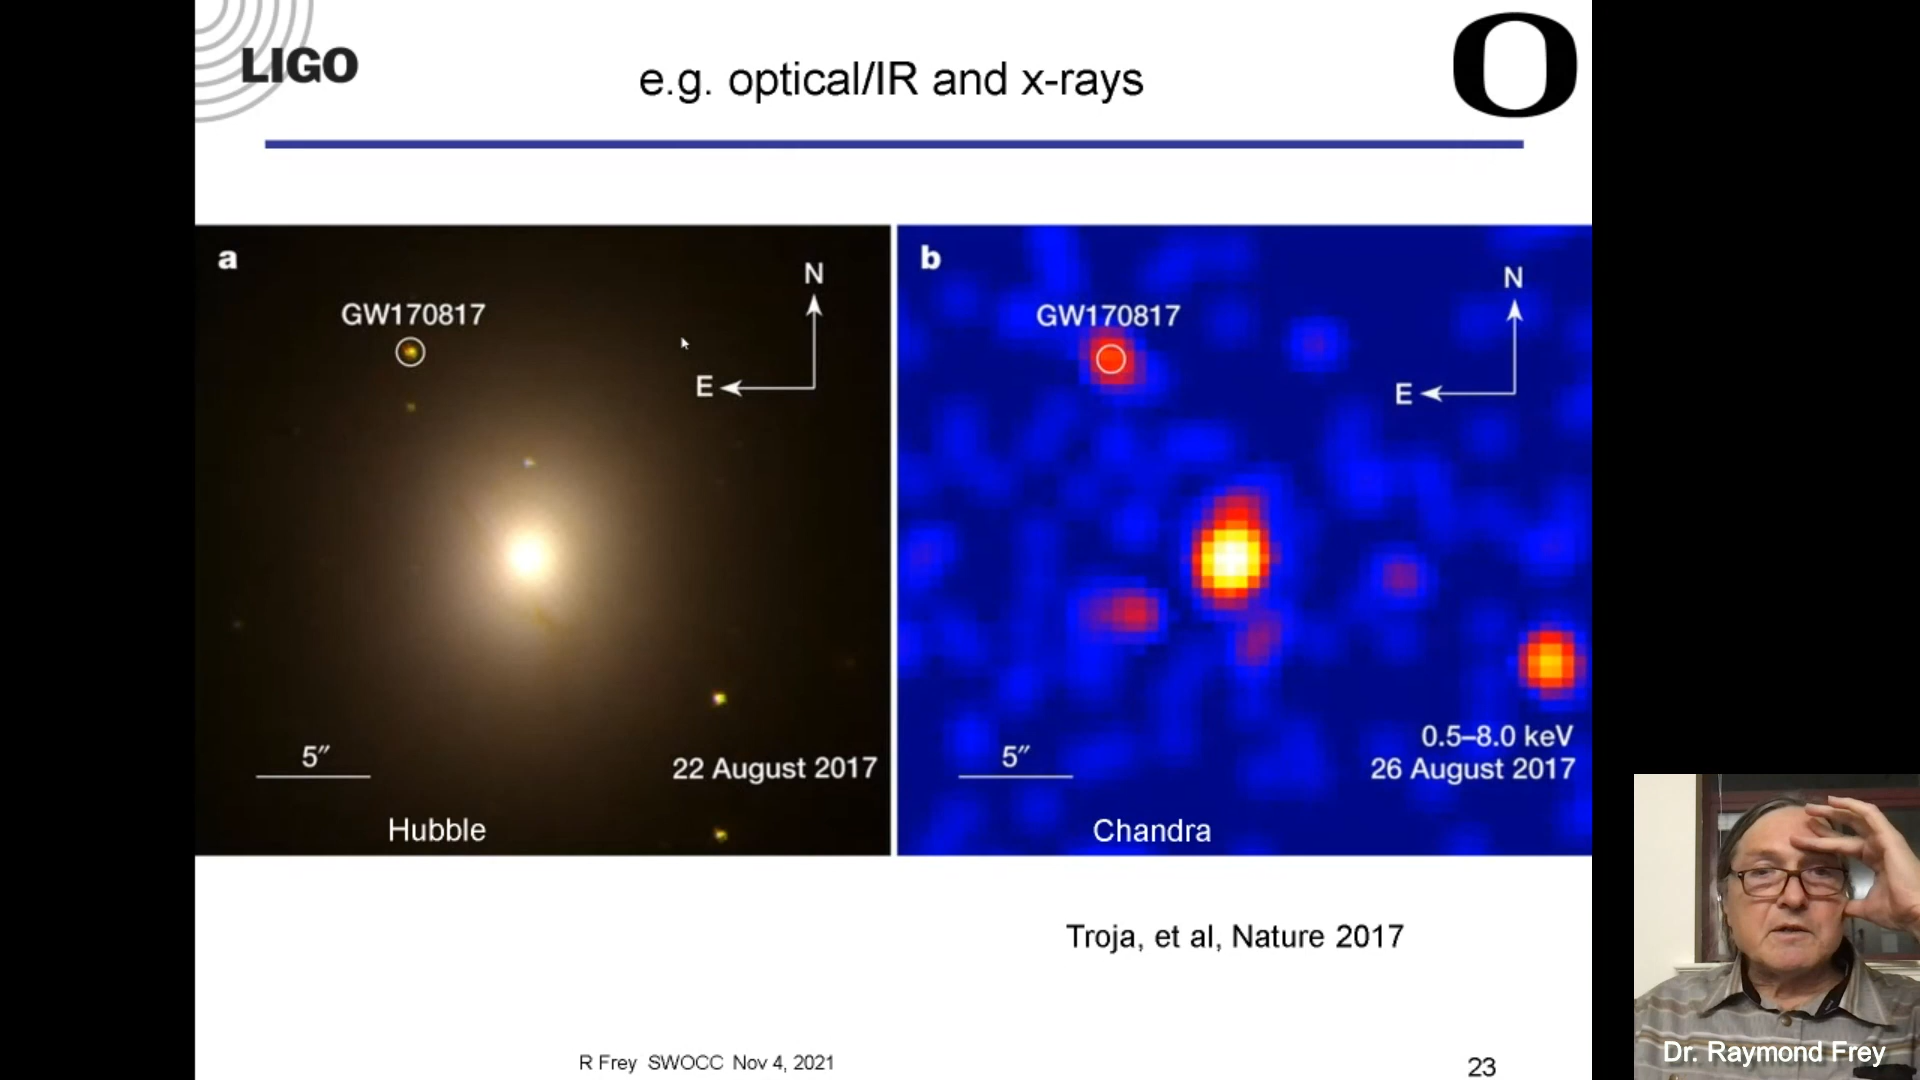 LIGO
e.g. optical/IR and x-rays
O
a
GW170817
N
E
5″
22 August 2017
Hubble
b
GW170817
N
E
5″
0.5–8.0 keV
26 August 2017
Chandra
Troja, et al, Nature 2017
R Frey SWOCC Nov 4, 2021
23
Dr. Raymond Frey